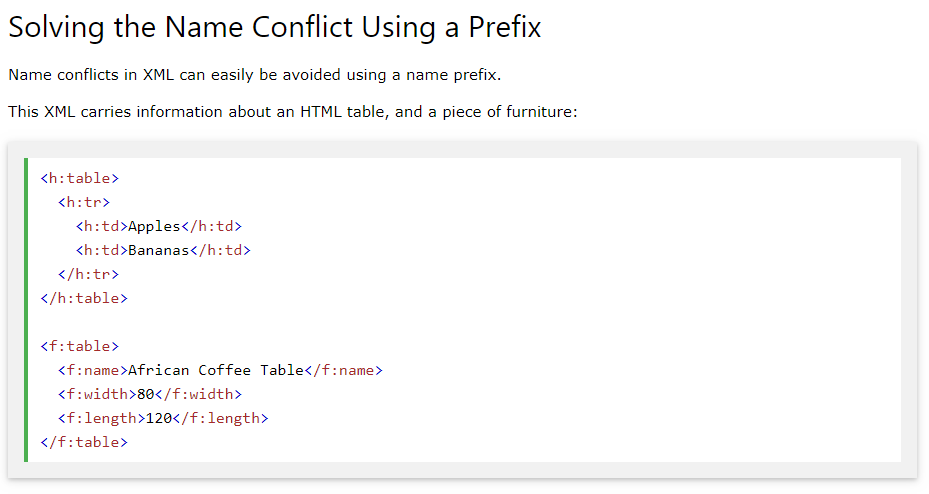 Solving the Name Conflict Using a Prefix
Name conflicts in XML can easily be avoided using a name prefix.
This XML carries information about an HTML table, and a piece of furniture:
<h:table>
  <h:tr>
    <h:td>Apples</h:td>
    <h:td>Bananas</h:td>
  </h:tr>
</h:table>
<f:table>
  <f:name>African Coffee Table</f:name>
  <f:width>80</f:width>
  <f:length>120</f:length>
</f:table>